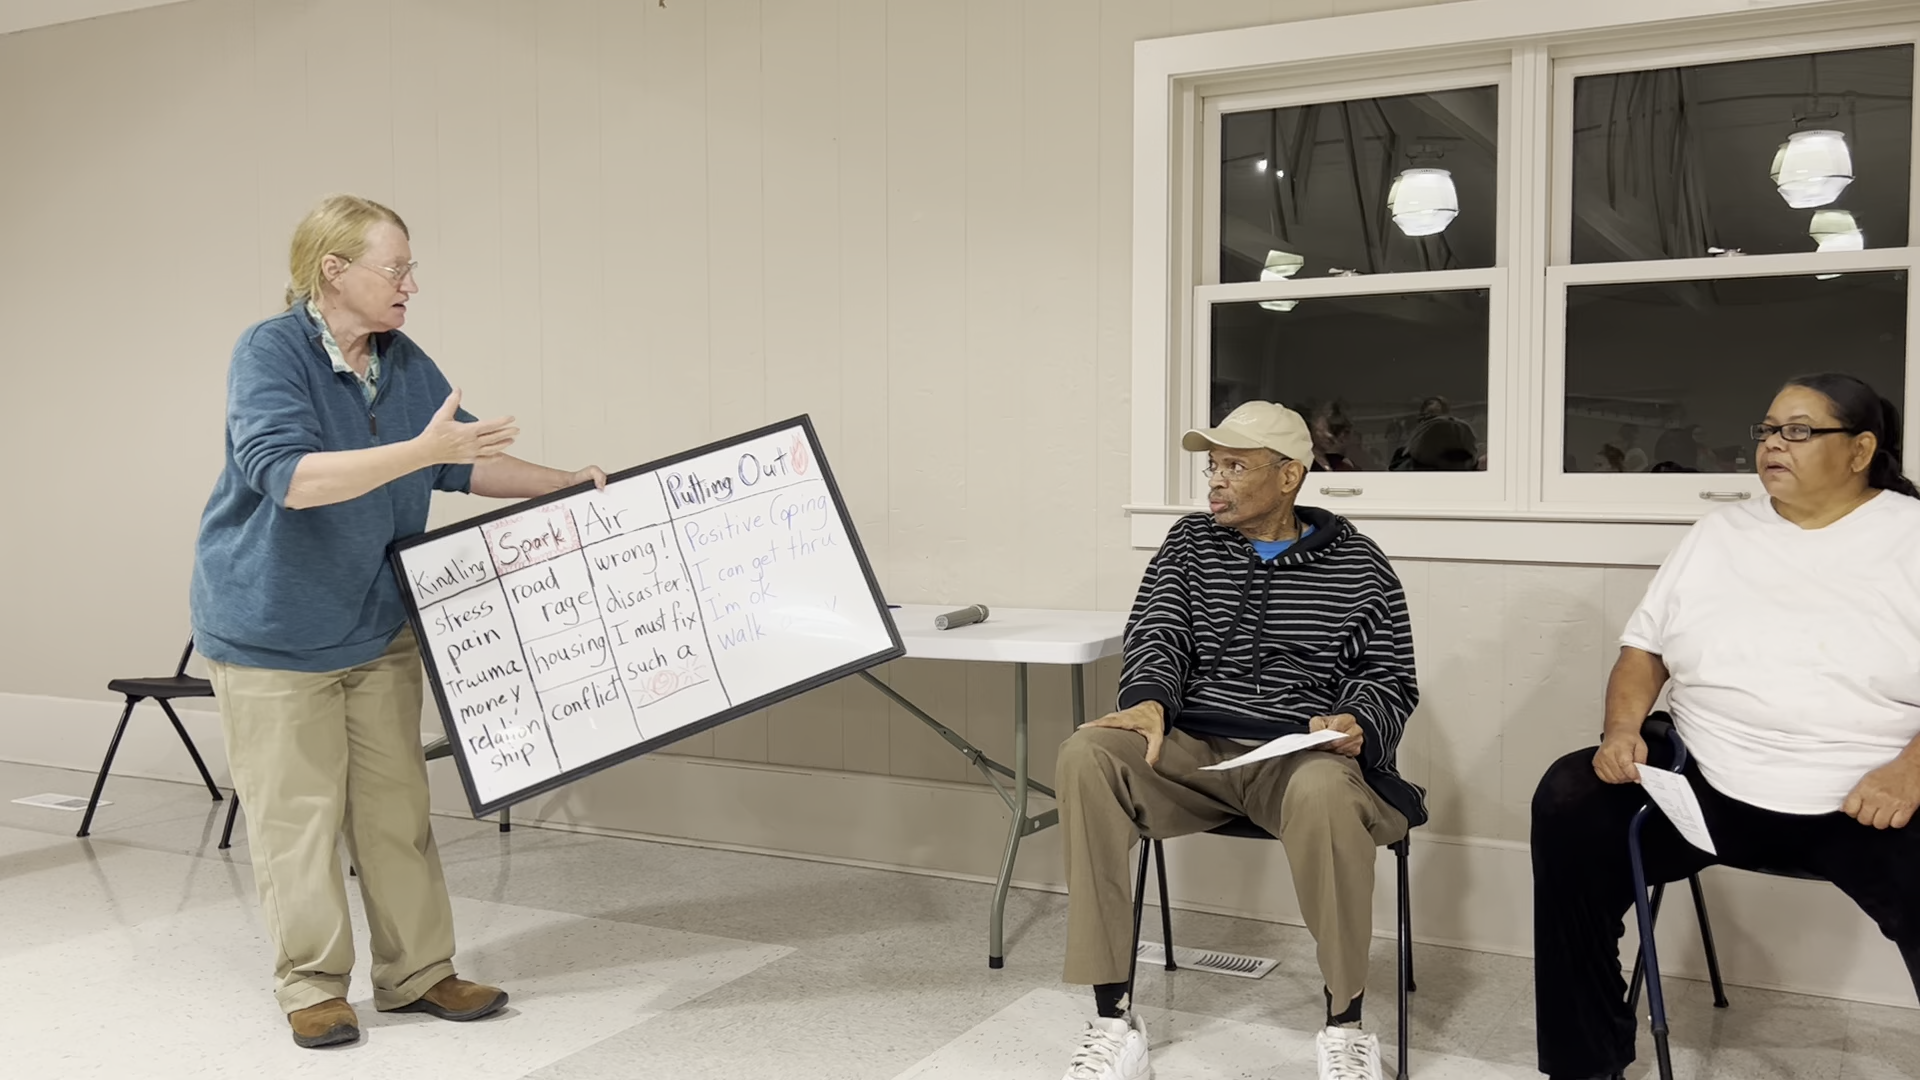 Kindling
stress
pain
trauma
money
relation
ship
Spark
road
rage
housing
conflict
Air
wrong!
disaster!
I must fix
such a
Putting Out
Positive Coping
I can get thru
I'm ok
walk